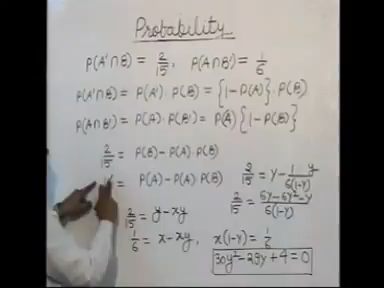 Probability
P(A'∩B) = 2/15, P(A∩B') = 1/6
P(A'∩B) = P(A')·P(B) = {1-P(A)}·P(B)
P(A∩B') = P(A)·P(B') = P(A){1-P(B)}
2/15 = P(B)-P(A)·P(B)
= P(A)-P(A)·P(B)
2/15 = y-xy
1/6 = x-xy, x(1-y) = 1/6
2/15 = y - 1/6(1-y) y
2/15 = 6y-6y²-y/6(1-y)
30y²-29y+4=0